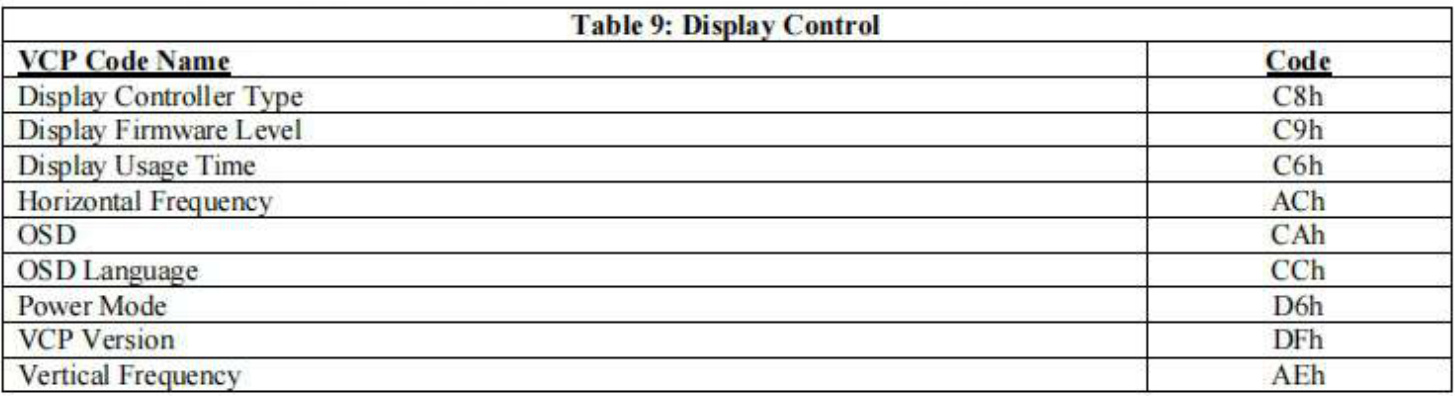 Table 9: Display Control
VCP Code Name Code
Display Controller Type C8h
Display Firmware Level C9h
Display Usage Time C6h
Horizontal Frequency ACh
OSD CAh
OSD Language CCh
Power Mode D6h
VCP Version DFh
Vertical Frequency AEh